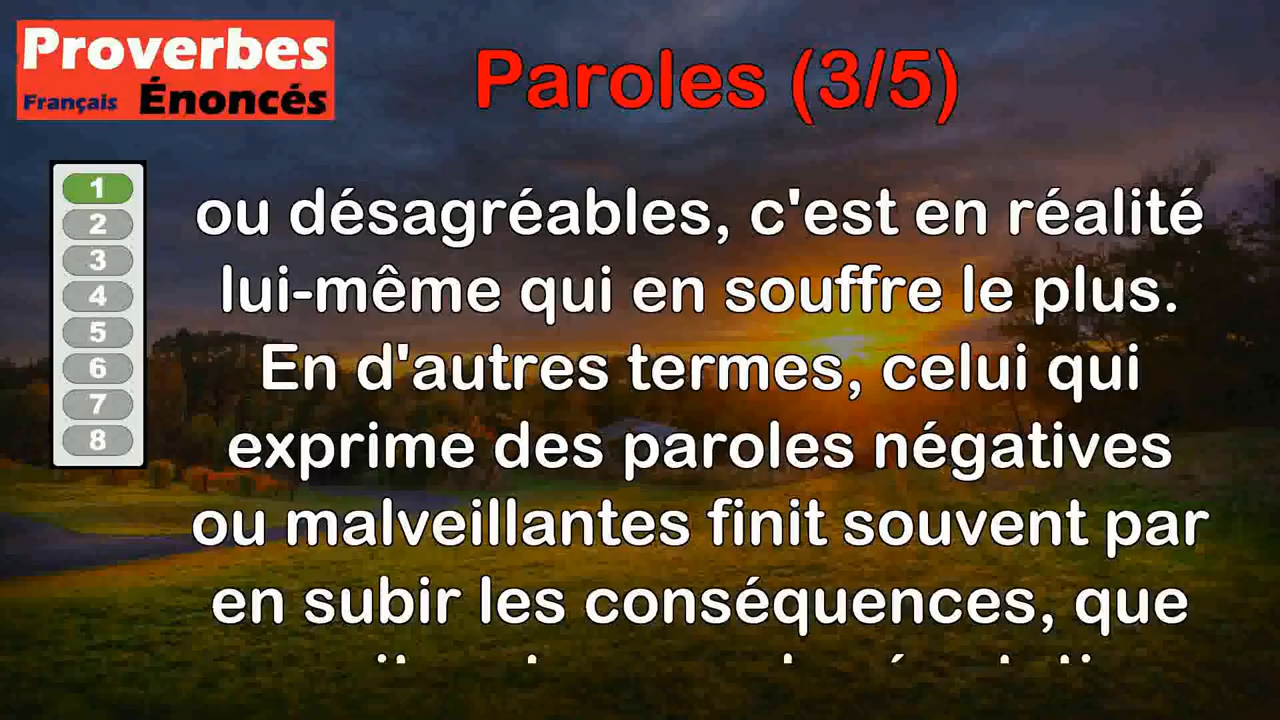 Proverbes
Français Énoncés
Paroles (3/5)
1
2
3
4
5
6
7
8
ou désagréables, c'est en réalité
lui-même qui en souffre le plus.
En d'autres termes, celui qui
exprime des paroles négatives
ou malveillantes finit souvent par
en subir les conséquences, que